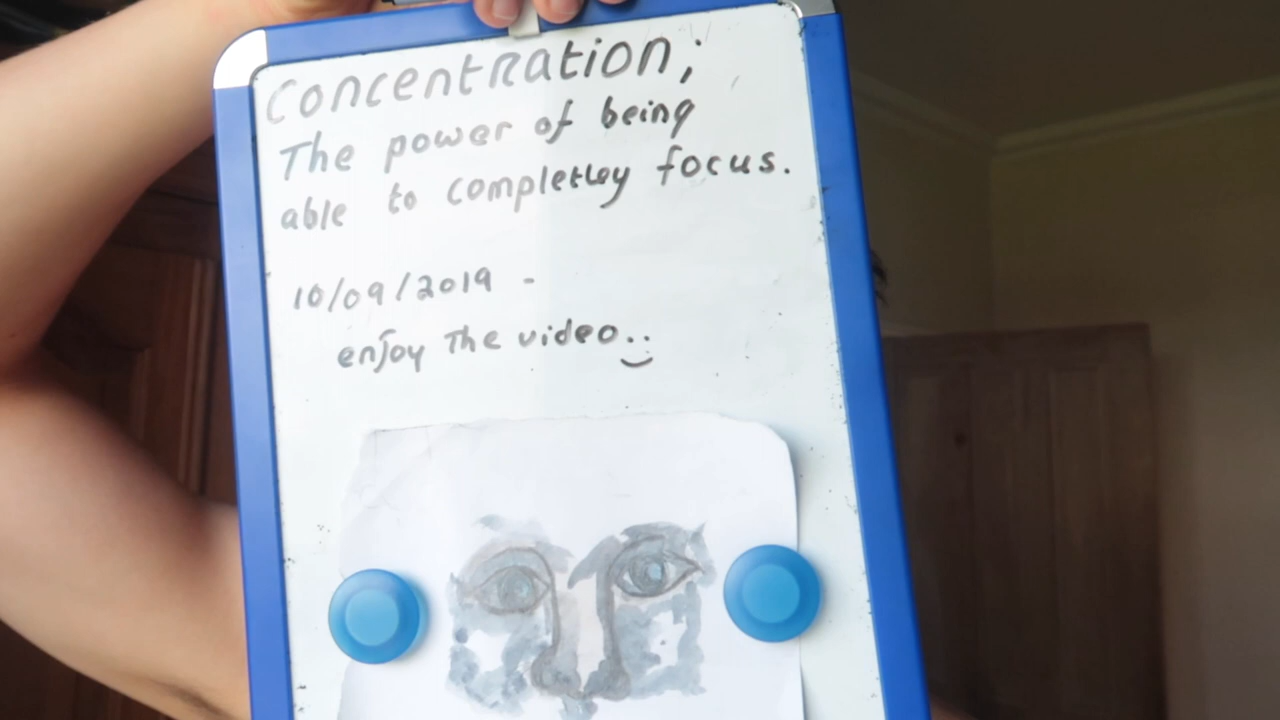 Concentration;
The power of being
able to completley focus.
10/09/2019 -
enjoy The video..